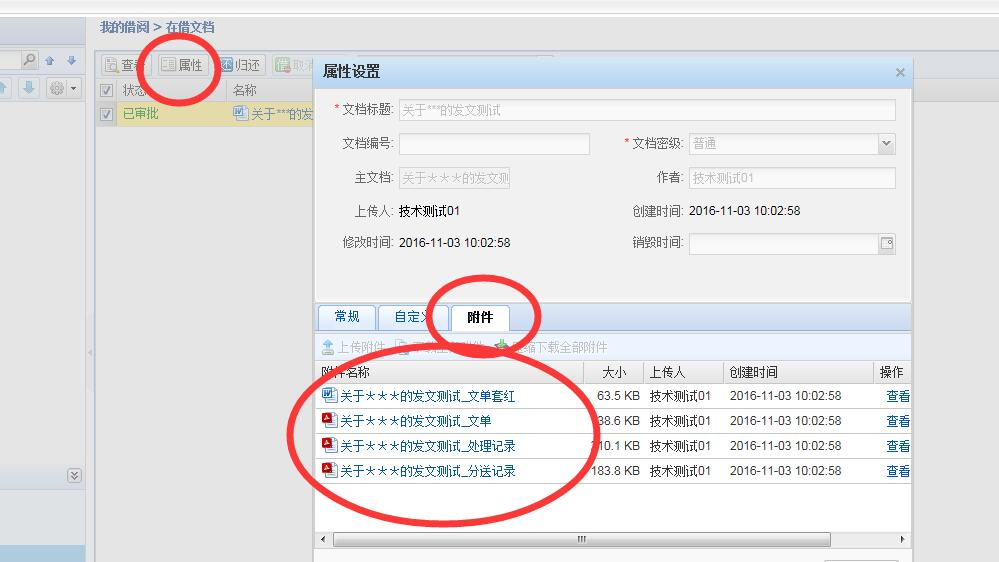 我的借阅 > 在借文档
查看 属性 归还 取消
状态 名称
已审批 关于***的发文
属性设置
* 文档标题: 关于***的发文测试
文档编号: * 文档密级: 普通
主文档: 关于***的发文测 作者: 技术测试01
上传人: 技术测试01 创建时间: 2016-11-03 10:02:58
修改时间: 2016-11-03 10:02:58 销毁时间:
常规 自定义 附件
上传附件 压缩下载全部附件
附件名称 大小 上传人 创建时间 操作
关于***的发文测试_文单套红 63.5 KB 技术测试01 2016-11-03 10:02:58 查看
关于***的发文测试_文单 38.6 KB 技术测试01 2016-11-03 10:02:58 查看
关于***的发文测试_处理记录 10.1 KB 技术测试01 2016-11-03 10:02:58 查看
关于***的发文测试_分送记录 183.8 KB 技术测试01 2016-11-03 10:02:58 查看